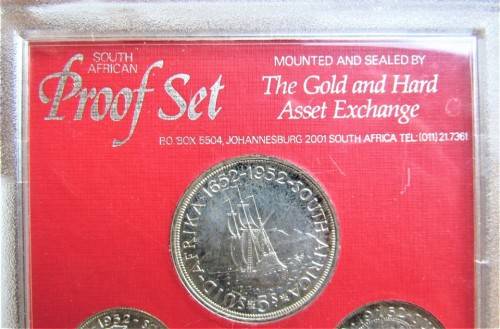 SOUTH
AFRICAN
Proof Set
MOUNTED AND SEALED BY
The Gold and Hard
Asset Exchange
P.O. BOX 5504, JOHANNESBURG 2001 SOUTH AFRICA TEL: (011) 21.7361
SUID-AFRIKA-1652-1952-SOUTH AFRICA
5s
1952